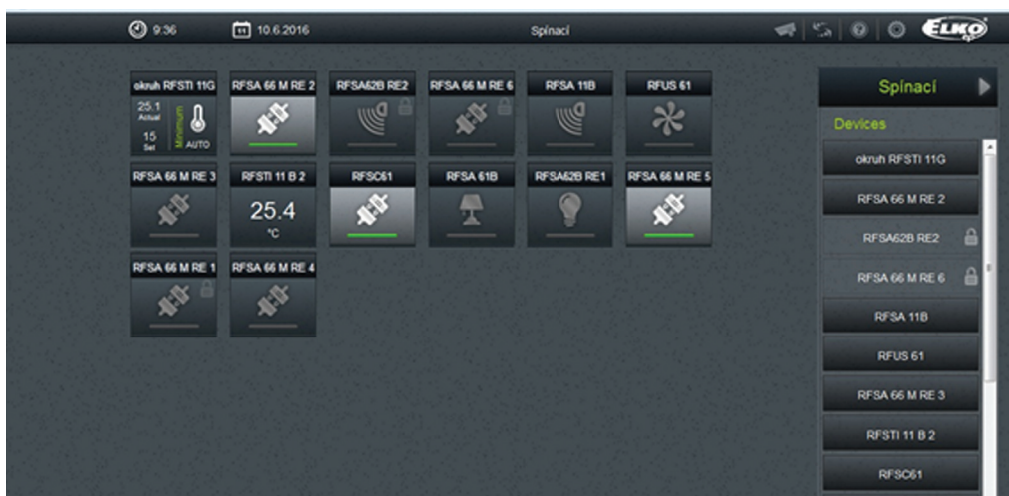 9:36 11 10.6.2016 Spínací ELKO ep
okruh RFSTI 11G RFSA 66 M RE 2 RFSA62B RE2 RFSA 66 M RE 6 RFSA 11B RFUS 61
25.1
Actual
15
Set
Minimum
AUTO
RFSA 66 M RE 3 RFSTI 11 B 2 RFSC61 RFSA 61B RFSA62B RE1 RFSA 66 M RE 5
25.4
°C
RFSA 66 M RE 1 RFSA 66 M RE 4
Spínací
Devices
okruh RFSTI 11G
RFSA 66 M RE 2
RFSA62B RE2
RFSA 66 M RE 6
RFSA 11B
RFUS 61
RFSA 66 M RE 3
RFSTI 11 B 2
RFSC61